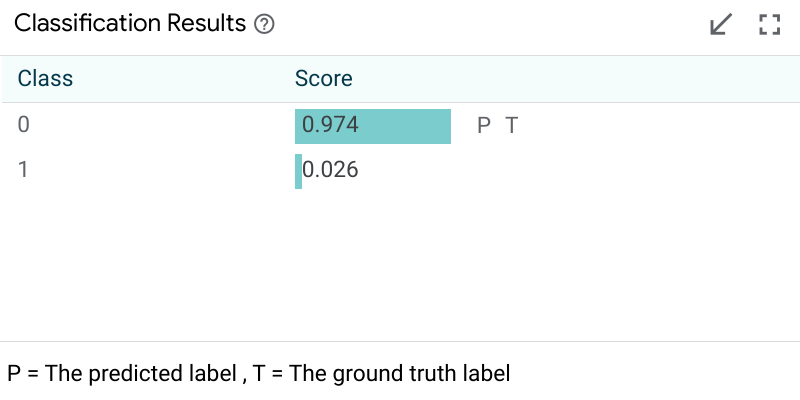 Classification Results ?
Class Score
0 0.974 P T
1 0.026
P = The predicted label , T = The ground truth label